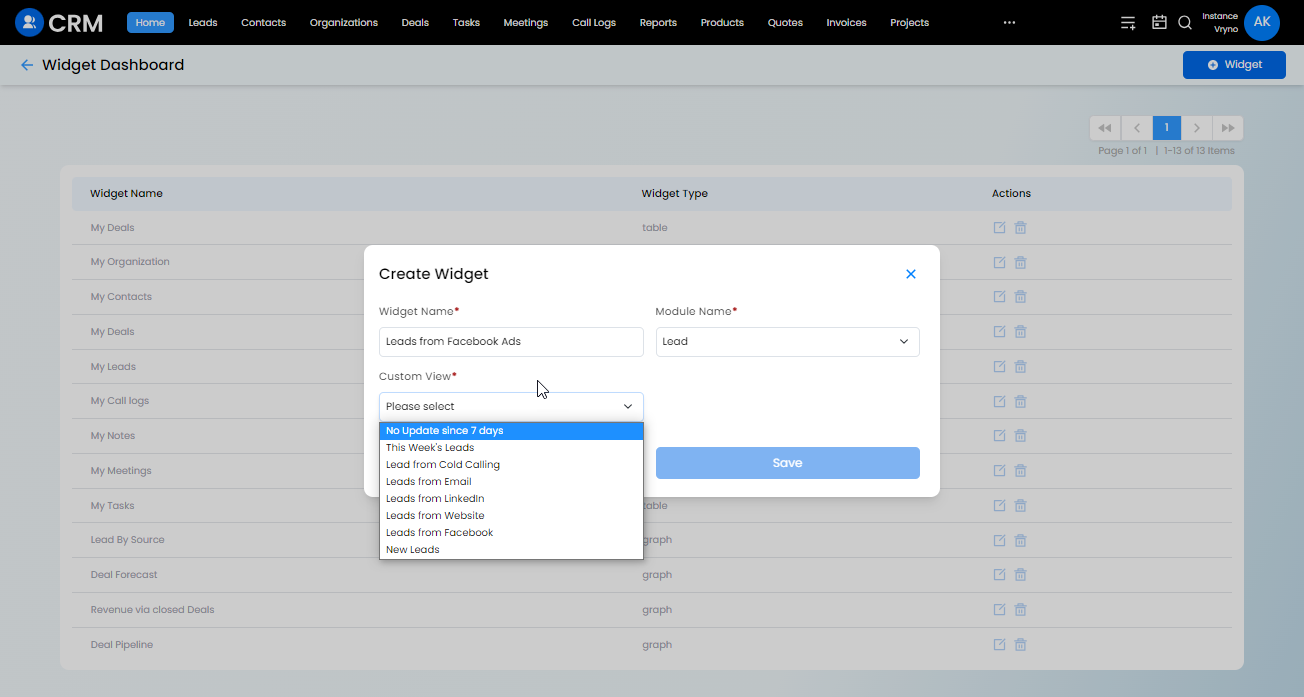 CRM Home Leads Contacts Organizations Deals Tasks Meetings Call Logs Reports Products Quotes Invoices Projects ... Instance Vryno AK
Widget Dashboard Widget
1
Page 1 of 1 | 1-13 of 13 Items
Widget Name Widget Type Actions
My Deals table
My Organization
My Contacts
My Deals
My Leads
My Call logs
My Notes
My Meetings
My Tasks table
Lead By Source graph
Deal Forecast graph
Revenue via closed Deals graph
Deal Pipeline graph
Create Widget
Widget Name* Module Name*
Leads from Facebook Ads Lead
Custom View*
Please select
No Update since 7 days
This Week's Leads
Lead from Cold Calling
Leads from Email
Leads from LinkedIn
Leads from Website
Leads from Facebook
New Leads
Save